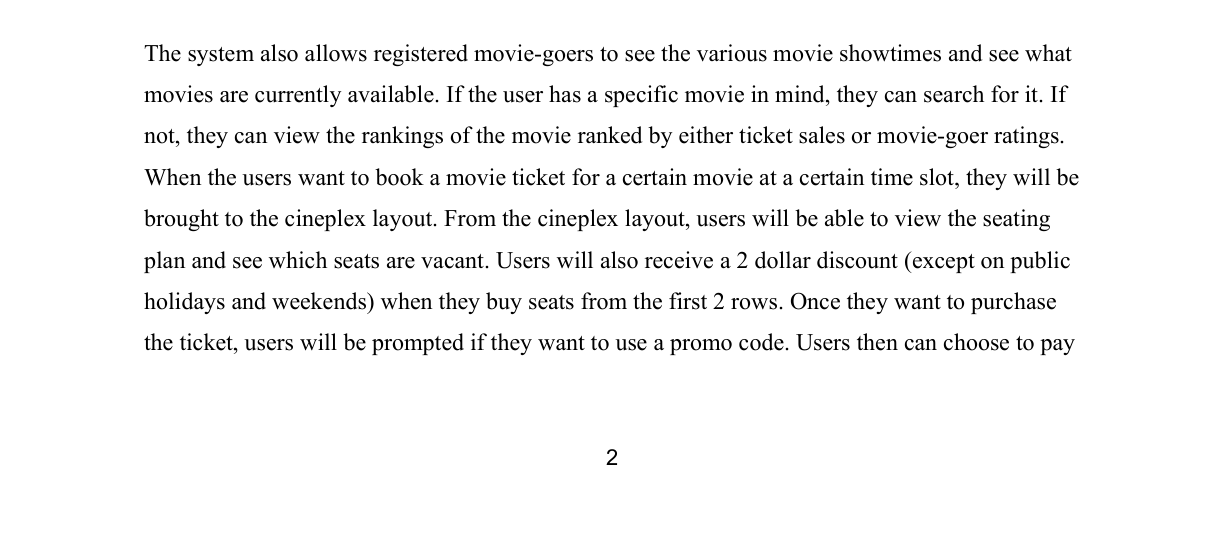 The system also allows registered movie-goers to see the various movie showtimes and see what
movies are currently available. If the user has a specific movie in mind, they can search for it. If
not, they can view the rankings of the movie ranked by either ticket sales or movie-goer ratings.
When the users want to book a movie ticket for a certain movie at a certain time slot, they will be
brought to the cineplex layout. From the cineplex layout, users will be able to view the seating
plan and see which seats are vacant. Users will also receive a 2 dollar discount (except on public
holidays and weekends) when they buy seats from the first 2 rows. Once they want to purchase
the ticket, users will be prompted if they want to use a promo code. Users then can choose to pay
2